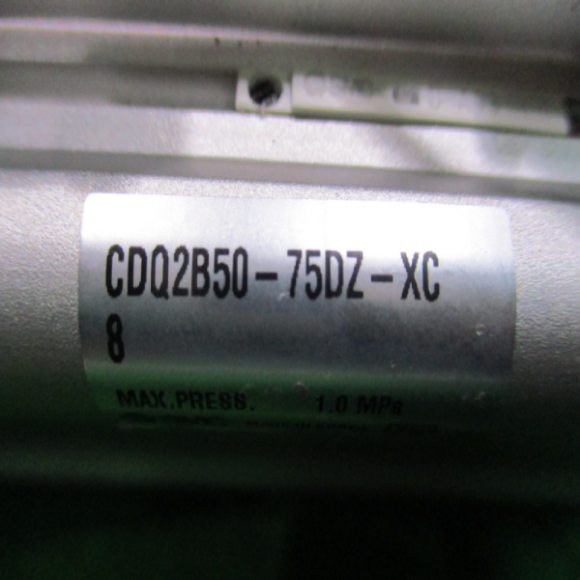 CDQ2B50-75DZ-XC
8
MAX.PRESS. 1.0 MPa